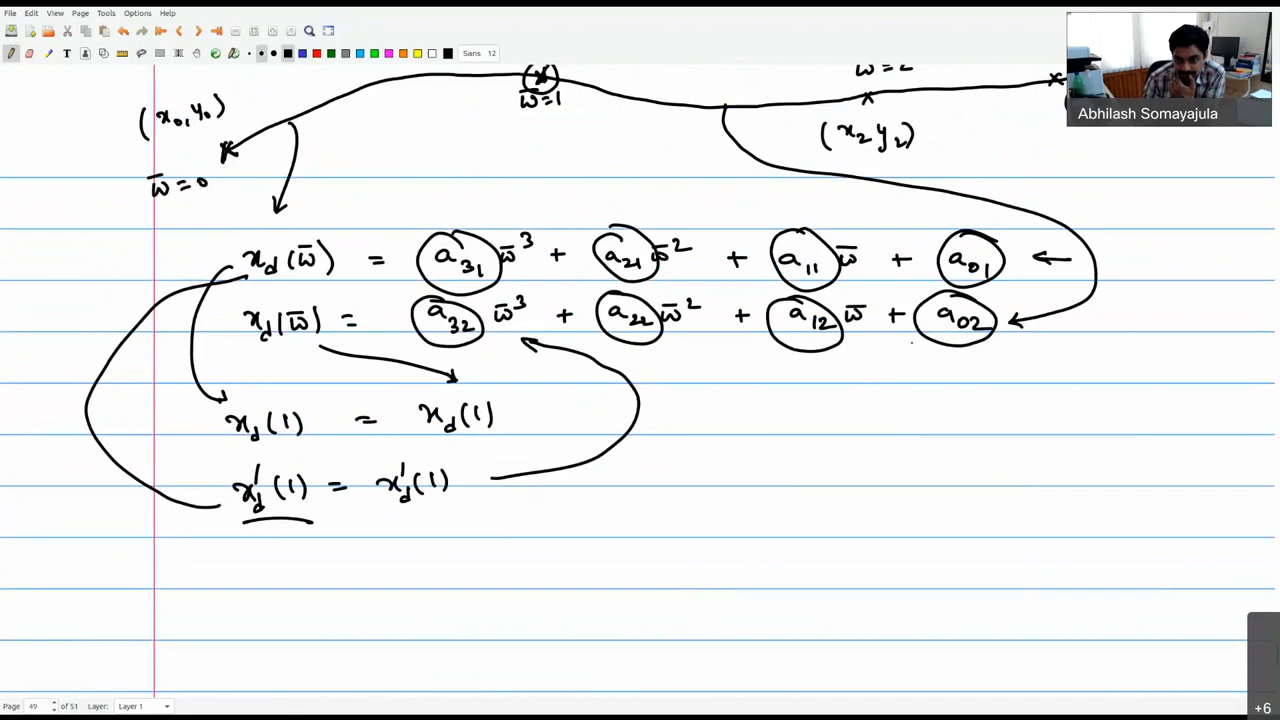 File Edit View Page Tools Options Help
Sans 12
Abhilash Somayajula
(x₀, y₀)
w̄=0
w̄=1
w̄=2
(x₂ y₂)
x_d(w̄) = a₃₁ w̄³ + a₂₁ w̄² + a₁₁ w̄ + a₀₁
x_d(w̄) = a₃₂ w̄³ + a₂₂ w̄² + a₁₂ w̄ + a₀₂
x_d(1) = x_d(1)
x_d'(1) = x_d'(1)
Page 49 of 51 Layer: Layer 1
+6